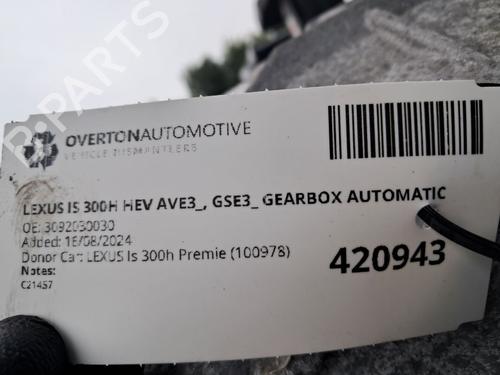 OVERTONAUTOMOTIVE
VEHICLE DISMANTLERS
LEXUS IS 300H HEV AVE3_, GSE3_ GEARBOX AUTOMATIC
OE: 3092030030
Added: 16/08/2024
Donor Car: LEXUS Is 300h Premie (100978)
Notes:
C21457
420943
B-PARTS